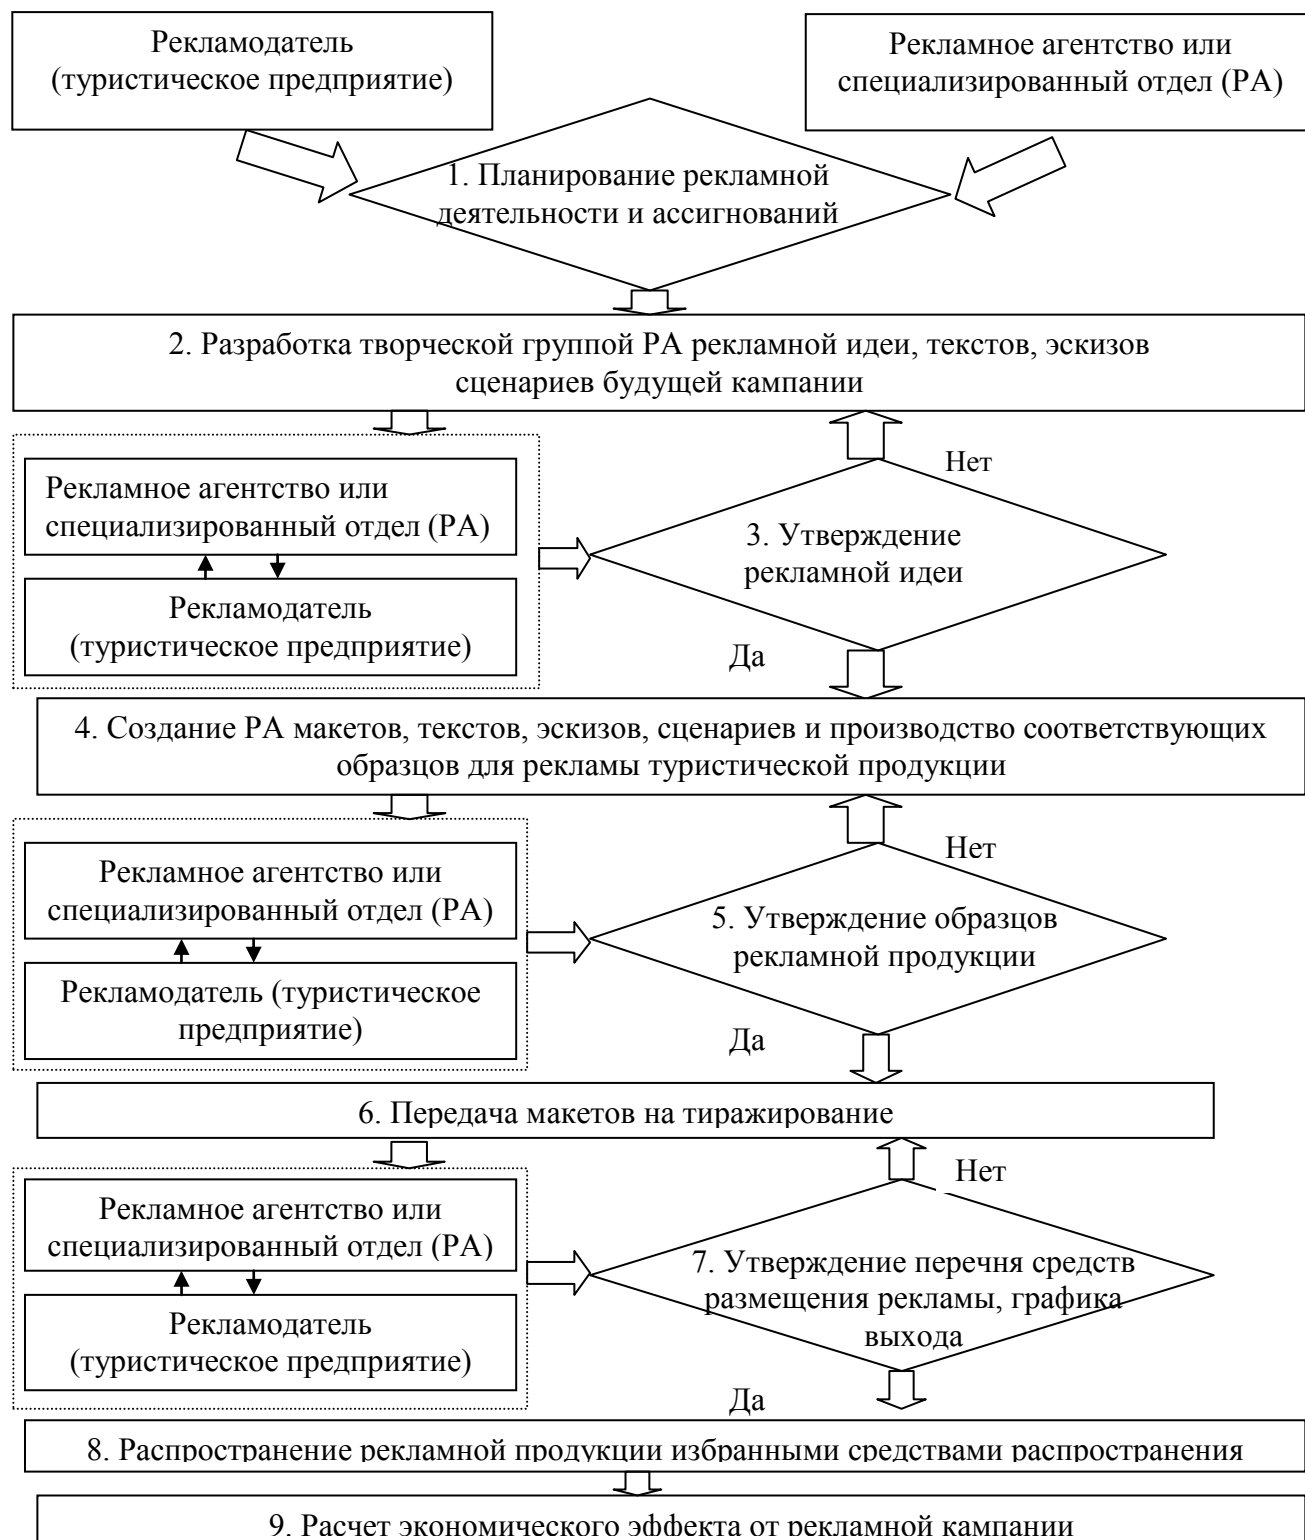 Рекламодатель
(туристическое предприятие)
Рекламное агентство или
специализированный отдел (РА)
1. Планирование рекламной
деятельности и ассигнований
2. Разработка творческой группой РА рекламной идеи, текстов, эскизов
сценариев будущей кампании
Нет
Рекламное агентство или
специализированный отдел (РА)
Рекламодатель
(туристическое предприятие)
3. Утверждение
рекламной идеи
Да
4. Создание РА макетов, текстов, эскизов, сценариев и производство соответствующих
образцов для рекламы туристической продукции
Нет
Рекламное агентство или
специализированный отдел (РА)
Рекламодатель (туристическое
предприятие)
5. Утверждение образцов
рекламной продукции
Да
6. Передача макетов на тиражирование
Нет
Рекламное агентство или
специализированный отдел (РА)
Рекламодатель
(туристическое предприятие)
7. Утверждение перечня средств
размещения рекламы, графика
выхода
Да
8. Распространение рекламной продукции избранными средствами распространения
9. Расчет экономического эффекта от рекламной кампании